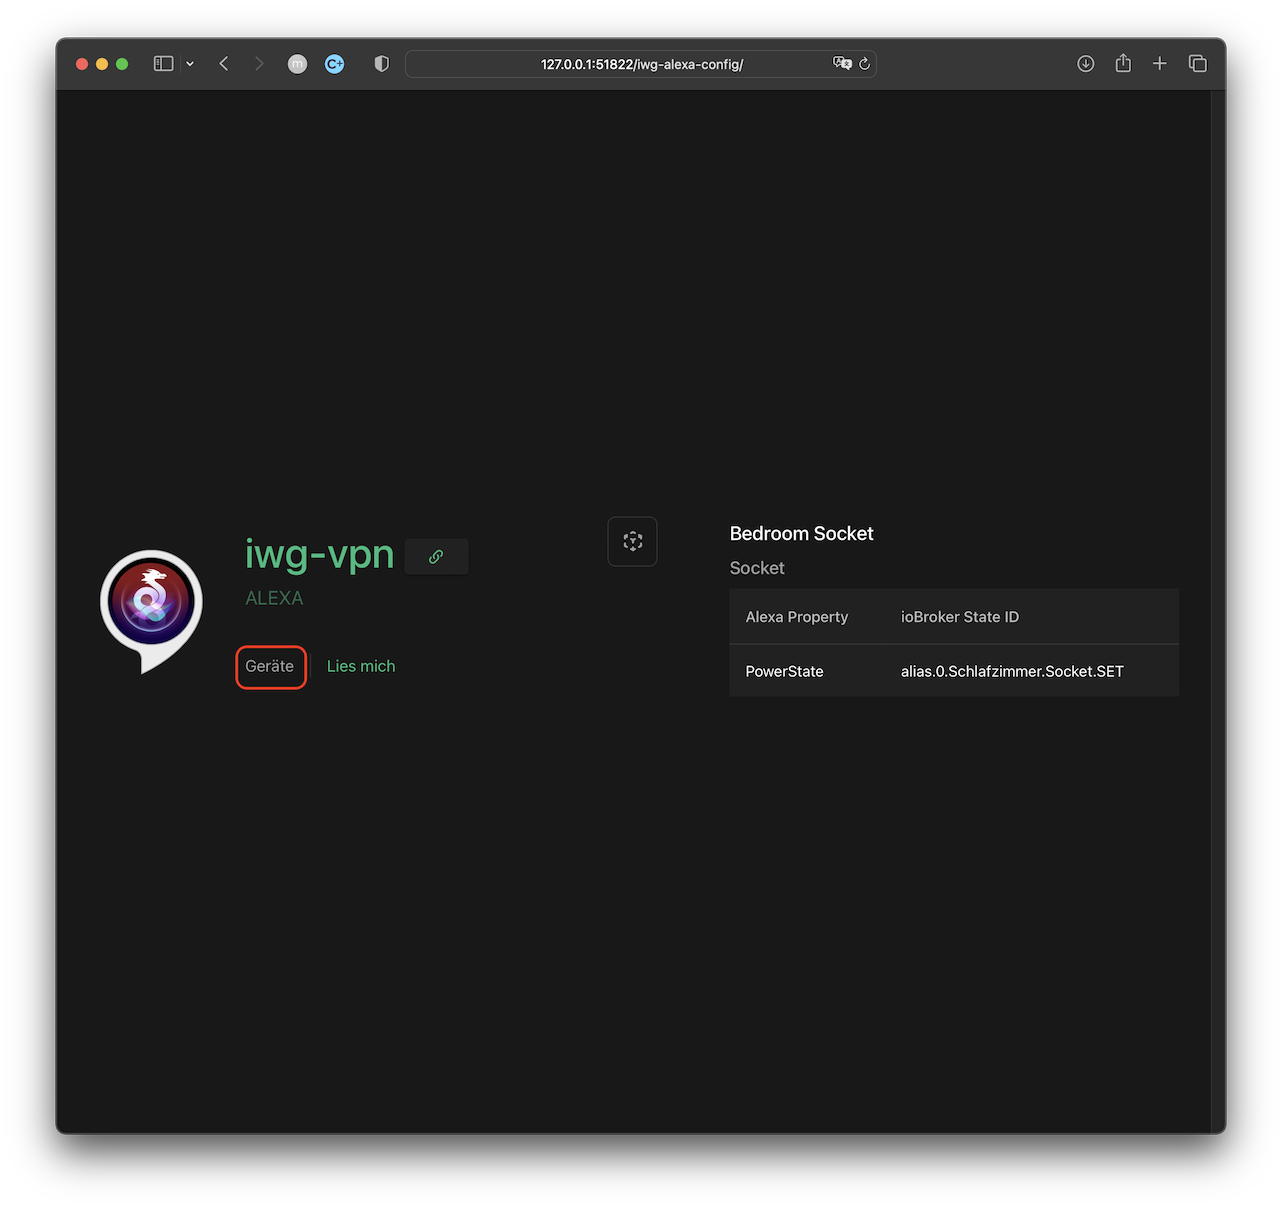 127.0.0.1:51822/iwg-alexa-config/
iwg-vpn
ALEXA
Geräte
Lies mich
Bedroom Socket
Socket
Alexa Property ioBroker State ID
PowerState alias.0.Schlafzimmer.Socket.SET